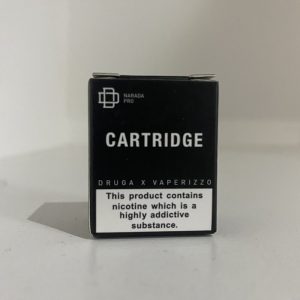 NARADA
PRO
CARTRIDGE
DRUGA X VAPERIZZO
This product contains
nicotine which is a
highly addictive
substance.